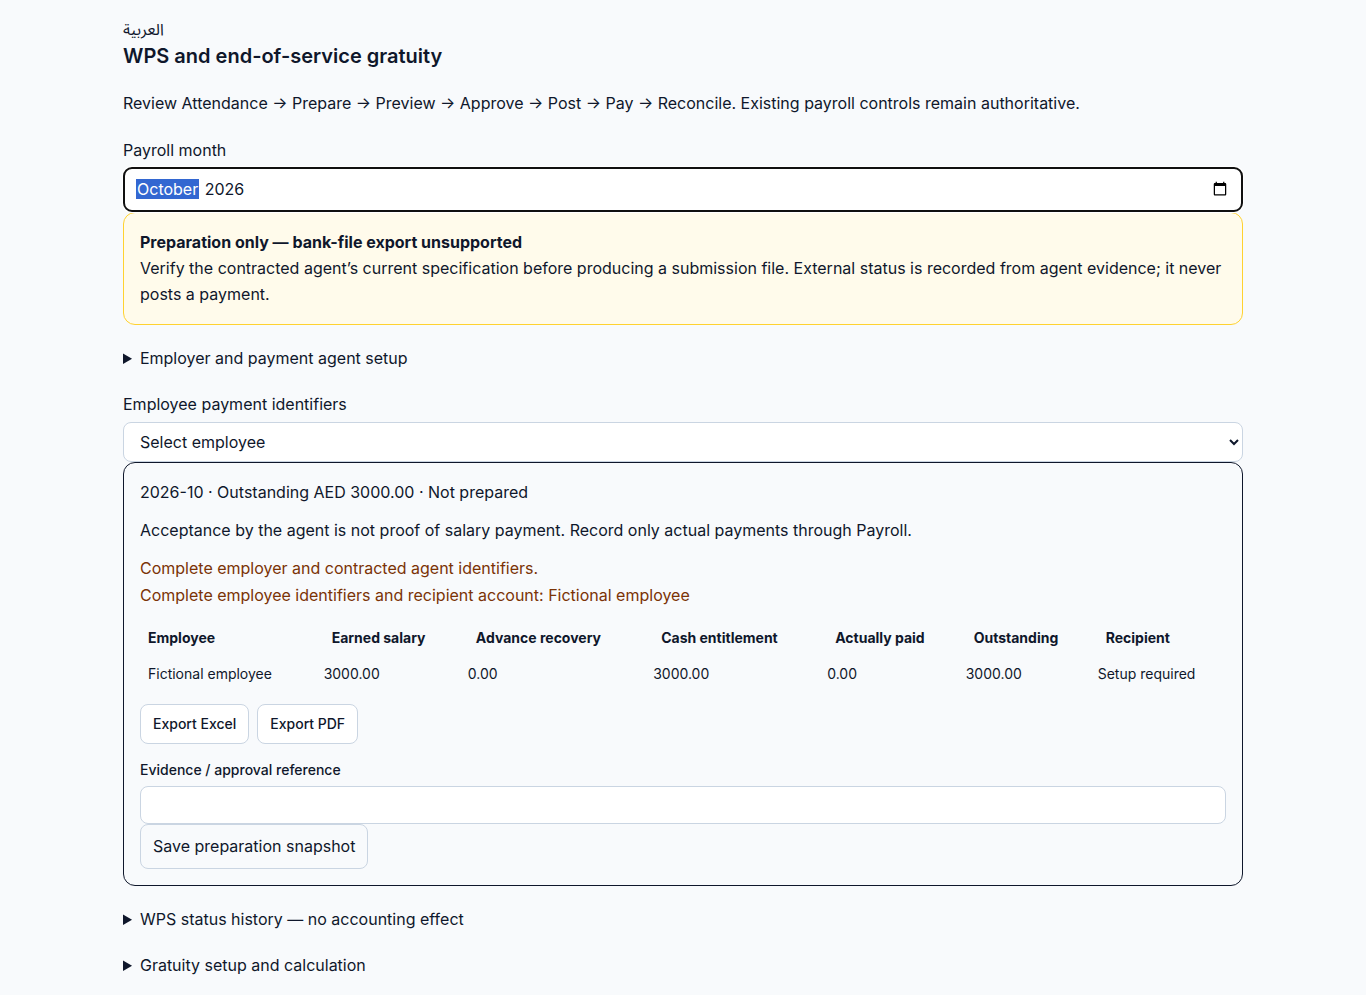 العربية
WPS and end-of-service gratuity
Review Attendance → Prepare → Preview → Approve → Post → Pay → Reconcile. Existing payroll controls remain authoritative.
Payroll month
October 2026
Preparation only — bank-file export unsupported
Verify the contracted agent’s current specification before producing a submission file. External status is recorded from agent evidence; it never
posts a payment.
Employer and payment agent setup
Employee payment identifiers
Select employee
2026-10 · Outstanding AED 3000.00 · Not prepared
Acceptance by the agent is not proof of salary payment. Record only actual payments through Payroll.
Complete employer and contracted agent identifiers.
Complete employee identifiers and recipient account: Fictional employee
Employee Earned salary Advance recovery Cash entitlement Actually paid Outstanding Recipient
Fictional employee 3000.00 0.00 3000.00 0.00 3000.00 Setup required
Export Excel Export PDF
Evidence / approval reference
Save preparation snapshot
WPS status history — no accounting effect
Gratuity setup and calculation